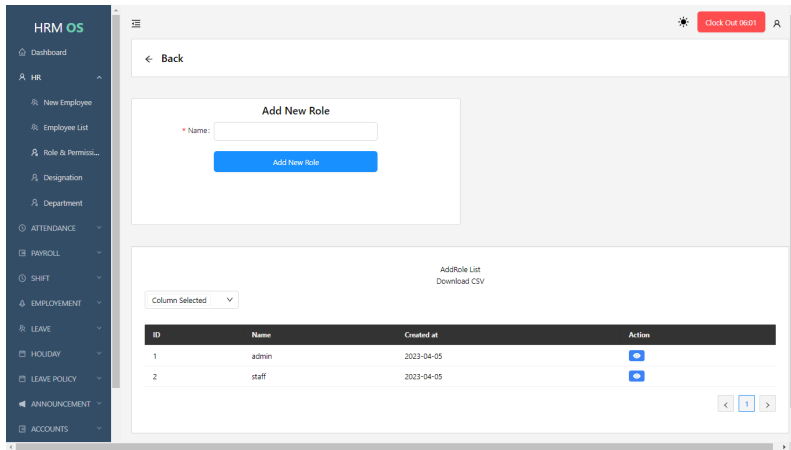 HRM OS
Clock Out 06:01
Dashboard
HR
New Employee
Employee List
Role & Permissi...
Designation
Department
ATTENDANCE
PAYROLL
SHIFT
EMPLOYEMENT
LEAVE
HOLIDAY
LEAVE POLICY
ANNOUNCEMENT
ACCOUNTS
Back
Add New Role
* Name:
Add New Role
AddRole List
Download CSV
Column Selected
ID Name Created at Action
1 admin 2023-04-05
2 staff 2023-04-05
< 1 >